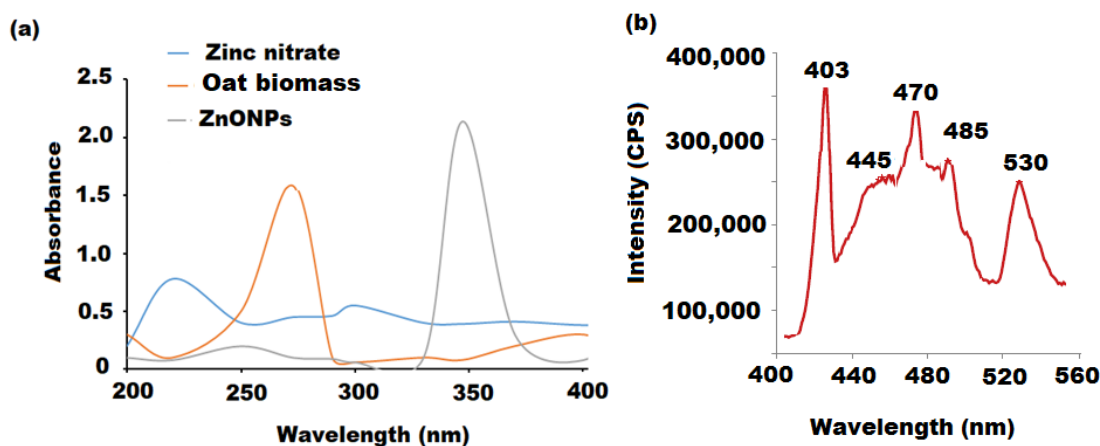 (a)
Zinc nitrate
Oat biomass
ZnONPs
Absorbance
2.5
2.0
1.5
1.0
0.5
0
200 250 300 350 400
Wavelength (nm)
(b)
Intensity (CPS)
400,000
300,000
200,000
100,000
403
445
470
485
530
400 440 480 520 560
Wavelength (nm)